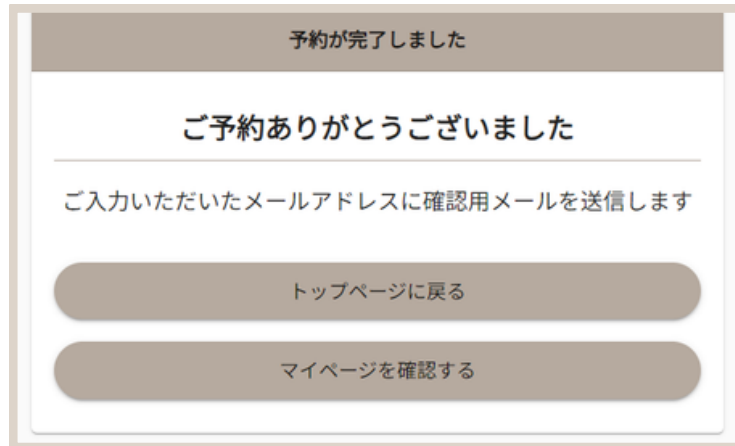 予約が完了しました
ご予約ありがとうございました
ご入力いただいたメールアドレスに確認用メールを送信します
トップページに戻る
マイページを確認する